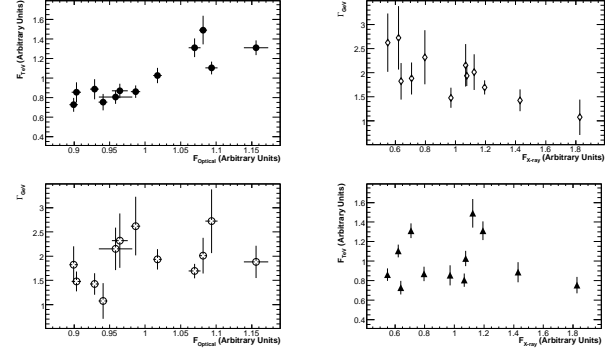 F_TeV (Arbitrary Units)
1.6
1.4
1.2
1
0.8
0.6
0.4
0.9 0.95 1 1.05 1.1 1.15
F_Optical (Arbitrary Units)
Γ_GeV
3
2.5
2
1.5
1
0.6 0.8 1 1.2 1.4 1.6 1.8
F_X-ray (Arbitrary Units)
Γ_GeV
3
2.5
2
1.5
1
0.9 0.95 1 1.05 1.1 1.15
F_Optical (Arbitrary Units)
F_TeV (Arbitrary Units)
1.6
1.4
1.2
1
0.8
0.6
0.4
0.6 0.8 1 1.2 1.4 1.6 1.8
F_X-ray (Arbitrary Units)